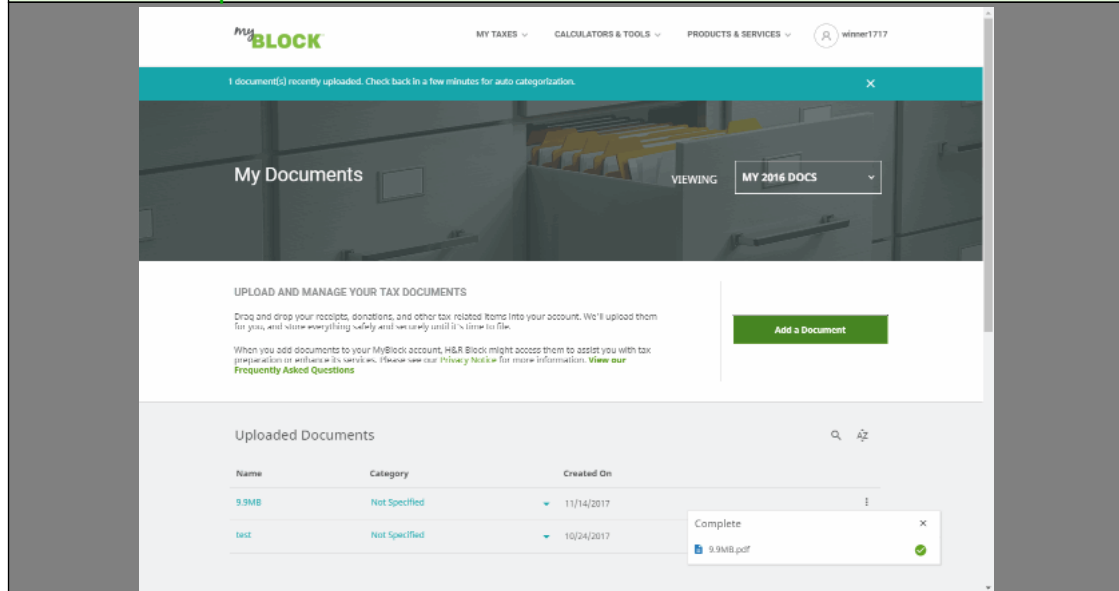 my BLOCK
MY TAXES
CALCULATORS & TOOLS
PRODUCTS & SERVICES
winner1717
1 document(s) recently uploaded. Check back in a few minutes for auto categorization.
My Documents
VIEWING
MY 2016 DOCS
UPLOAD AND MANAGE YOUR TAX DOCUMENTS
Drag and drop your receipts, donations, and other tax related items into your account. We'll upload them
for you, and store everything safely and securely until it's time to file.
Add a Document
When you add documents to your MyBlock account, H&R Block might access them to assist you with tax
preparation or enhance its services. Please see our Privacy Notice for more information. View our
Frequently Asked Questions
Uploaded Documents
AZ
Name Category Created On
9.9MB Not Specified 11/14/2017
test Not Specified 10/24/2017
Complete
9.9MB.pdf